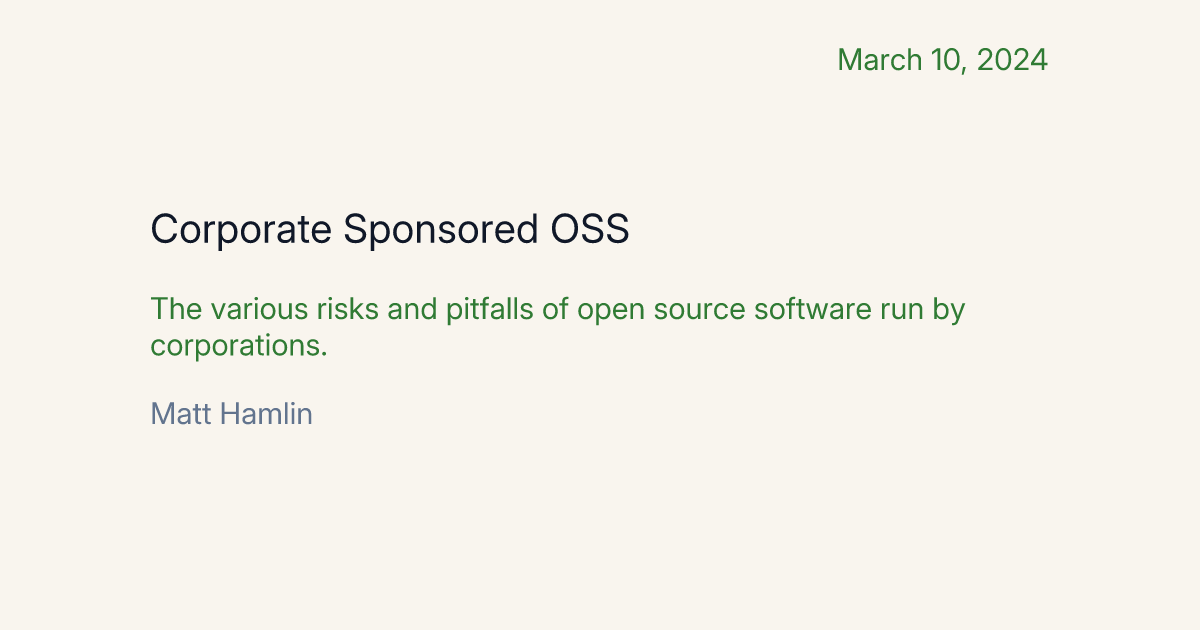 March 10, 2024
Corporate Sponsored OSS
The various risks and pitfalls of open source software run by
corporations.
Matt Hamlin